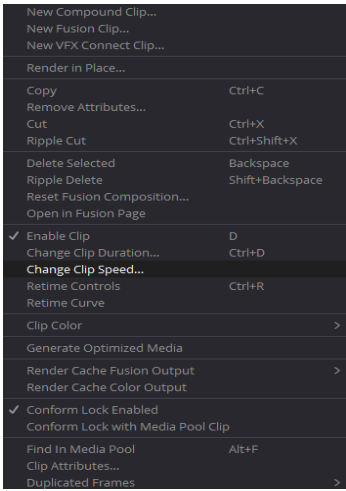 New Compound Clip...
New Fusion Clip...
New VFX Connect Clip...
Render in Place...
Copy Ctrl+C
Remove Attributes...
Cut Ctrl+X
Ripple Cut Ctrl+Shift+X
Delete Selected Backspace
Ripple Delete Shift+Backspace
Reset Fusion Composition...
Open in Fusion Page
Enable Clip D
Change Clip Duration... Ctrl+D
Change Clip Speed...
Retime Controls Ctrl+R
Retime Curve
Clip Color
Generate Optimized Media
Render Cache Fusion Output
Render Cache Color Output
Conform Lock Enabled
Conform Lock with Media Pool Clip
Find In Media Pool Alt+F
Clip Attributes...
Duplicated Frames